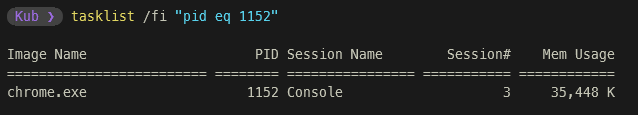 Kub ❯ tasklist /fi "pid eq 1152"
Image Name                     PID Session Name        Session#    Mem Usage
========================= ======== ================ =========== ============
chrome.exe                    1152 Console                    3     35,448 K